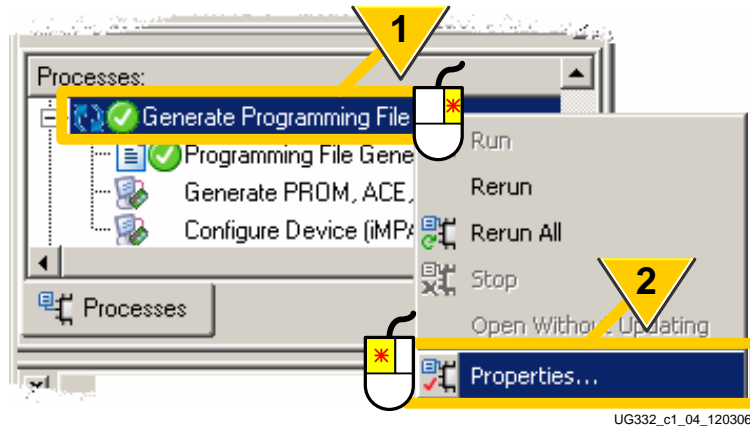 1
Processes:
Generate Programming File
Programming File Gene
Generate PROM, ACE,
Configure Device (iMPA
Processes
Run
Rerun
Rerun All
Stop
2
Open Without Updating
Properties...
UG332_c1_04_120306